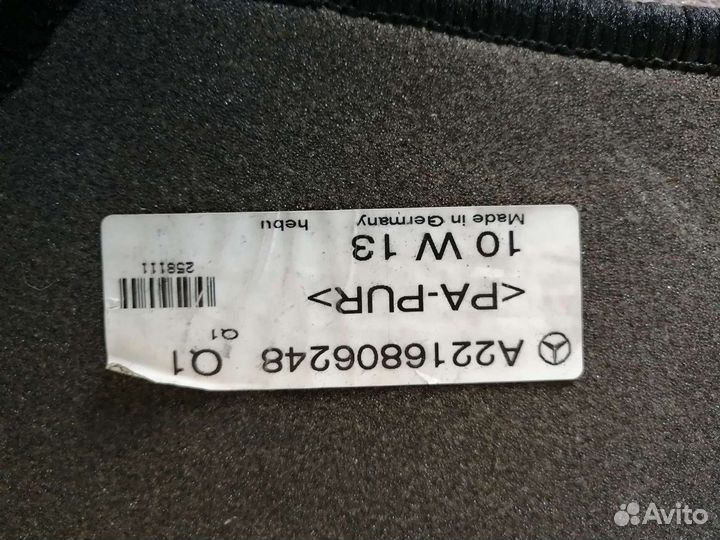 A2216806248 Q1
Q1
<PA-PUR>
258111
10 W 13
Made in Germany hebu
Avito